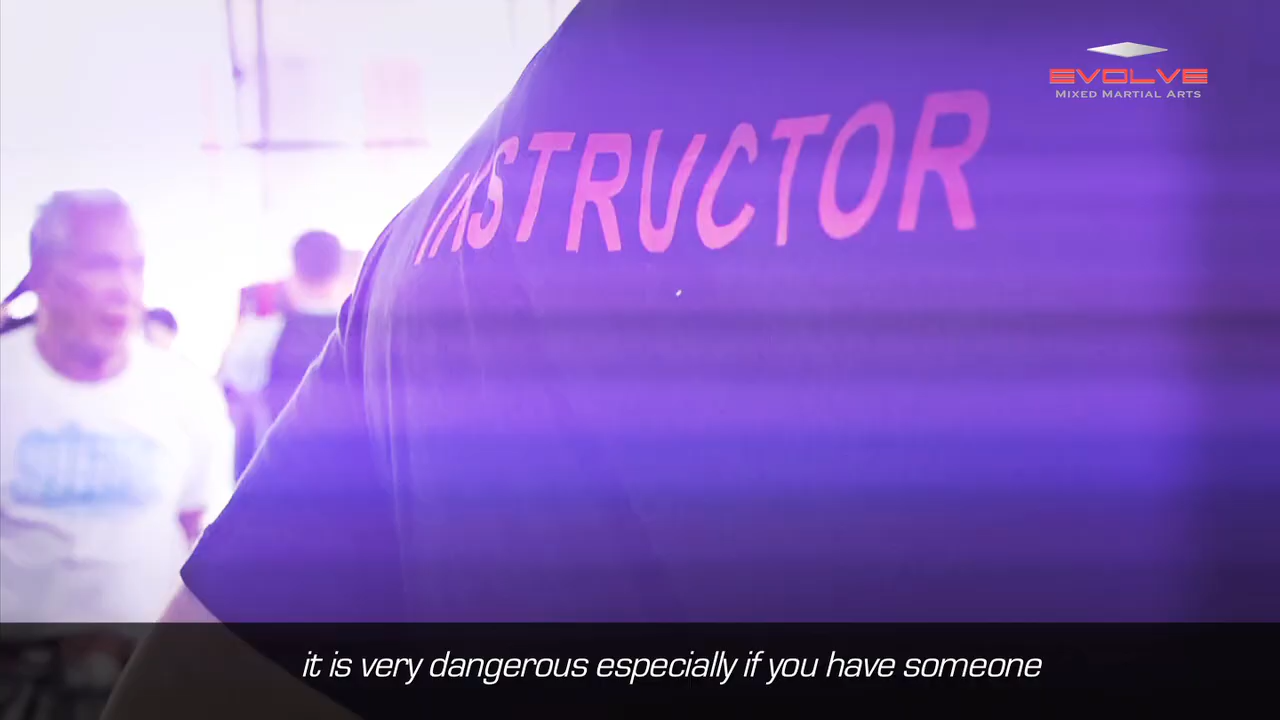 EVOLVE
MIXED MARTIAL ARTS
INSTRUCTOR
it is very dangerous especially if you have someone